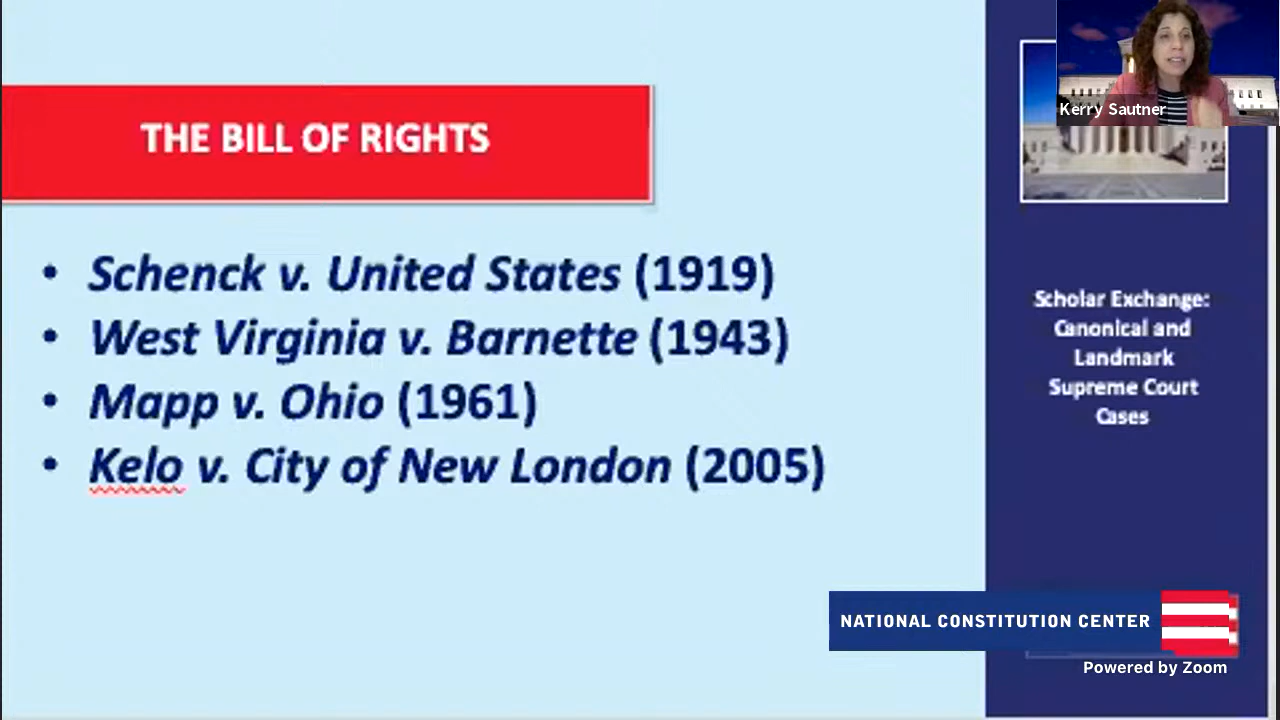 THE BILL OF RIGHTS
• Schenck v. United States (1919)
• West Virginia v. Barnette (1943)
• Mapp v. Ohio (1961)
• Kelo v. City of New London (2005)
Kerry Sautner
Scholar Exchange:
Canonical and
Landmark
Supreme Court
Cases
NATIONAL CONSTITUTION CENTER
Powered by Zoom